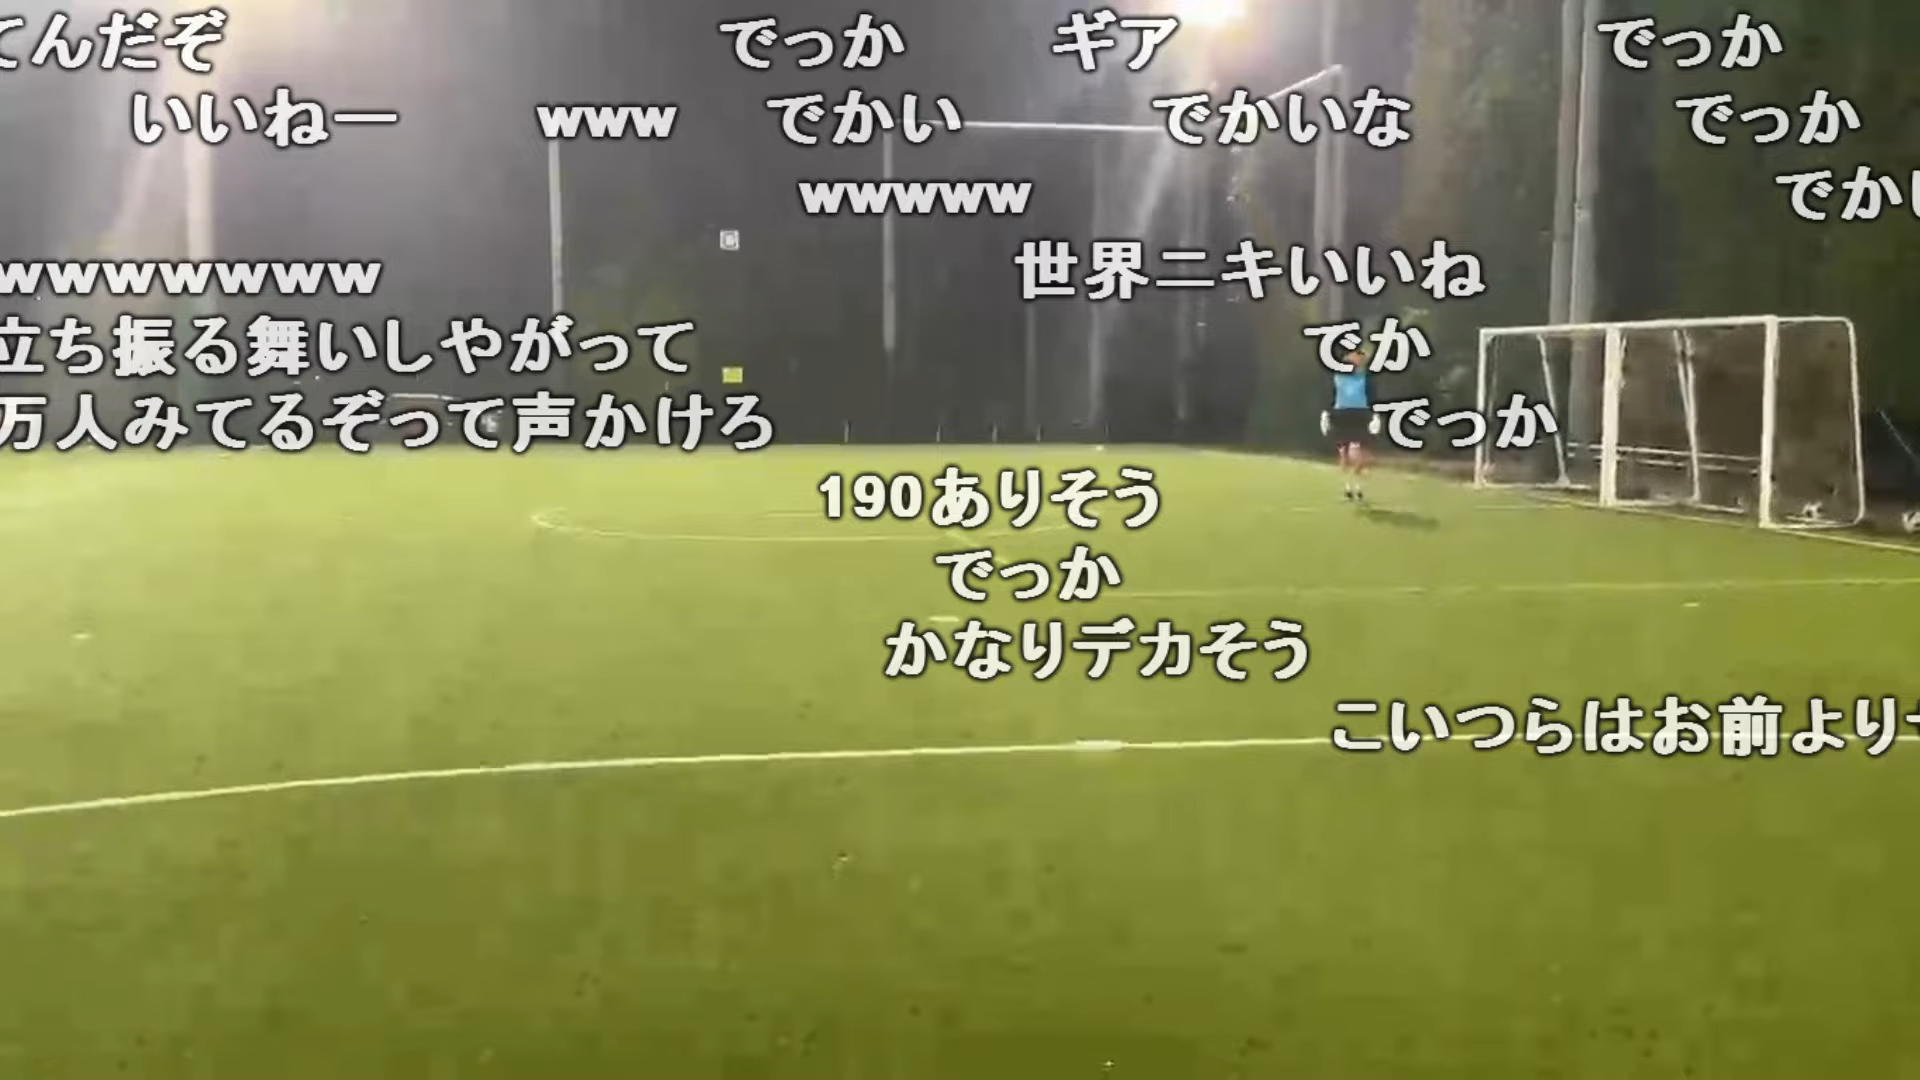 てんだぞ でっか ギア でっか
いいねー www でかい でかいな でっか
wwwww でかい
wwwwwwww 世界ニキいいね
立ち振る舞いしやがって でか
万人みてるぞって声かけろ でっか
190ありそう
でっか
かなりデカそう
こいつらはお前より